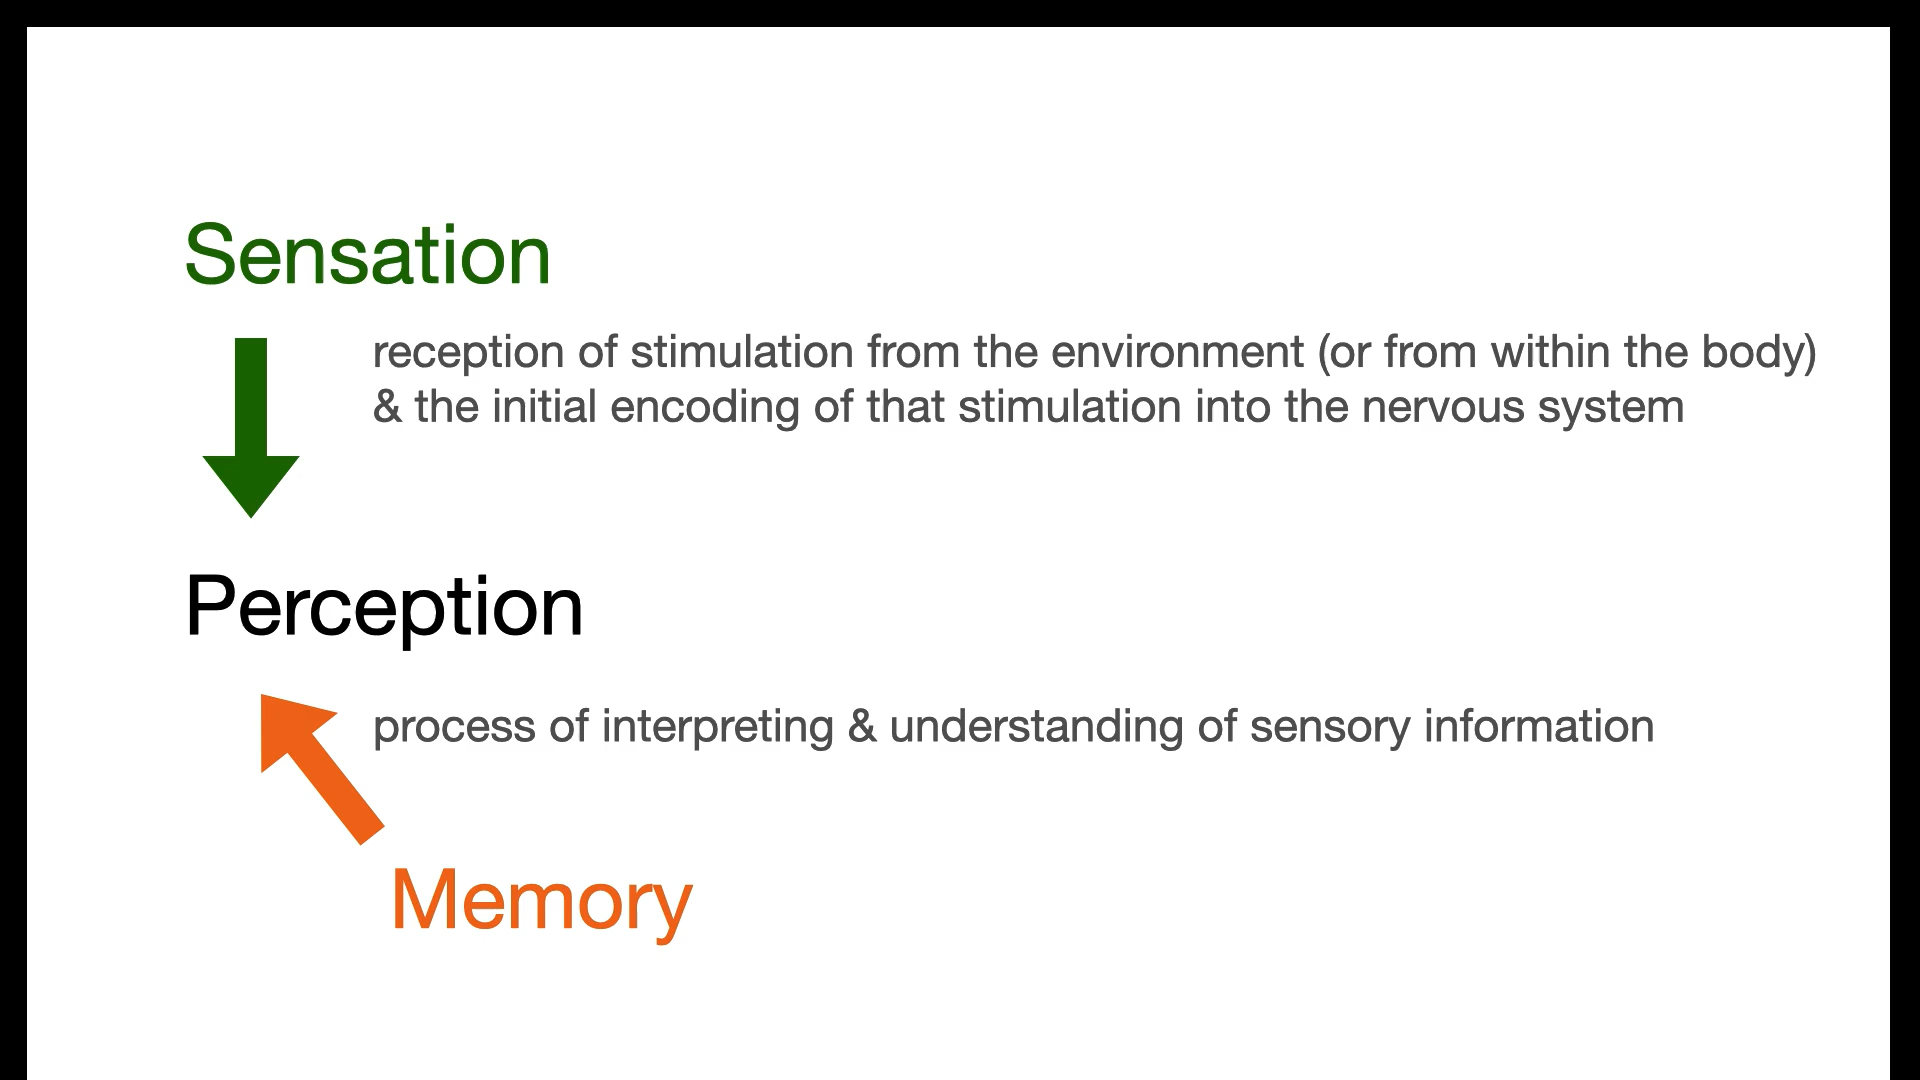 Sensation
reception of stimulation from the environment (or from within the body)
& the initial encoding of that stimulation into the nervous system
Perception
process of interpreting & understanding of sensory information
Memory